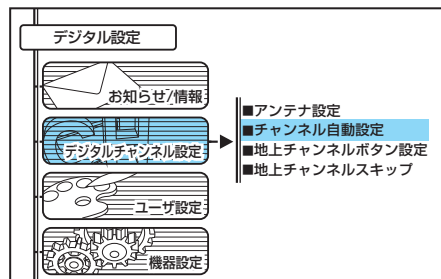 デジタル設定
お知らせ/情報
デジタルチャンネル設定
■アンテナ設定
■チャンネル自動設定
■地上チャンネルボタン設定
■地上チャンネルスキップ
ユーザ設定
機器設定